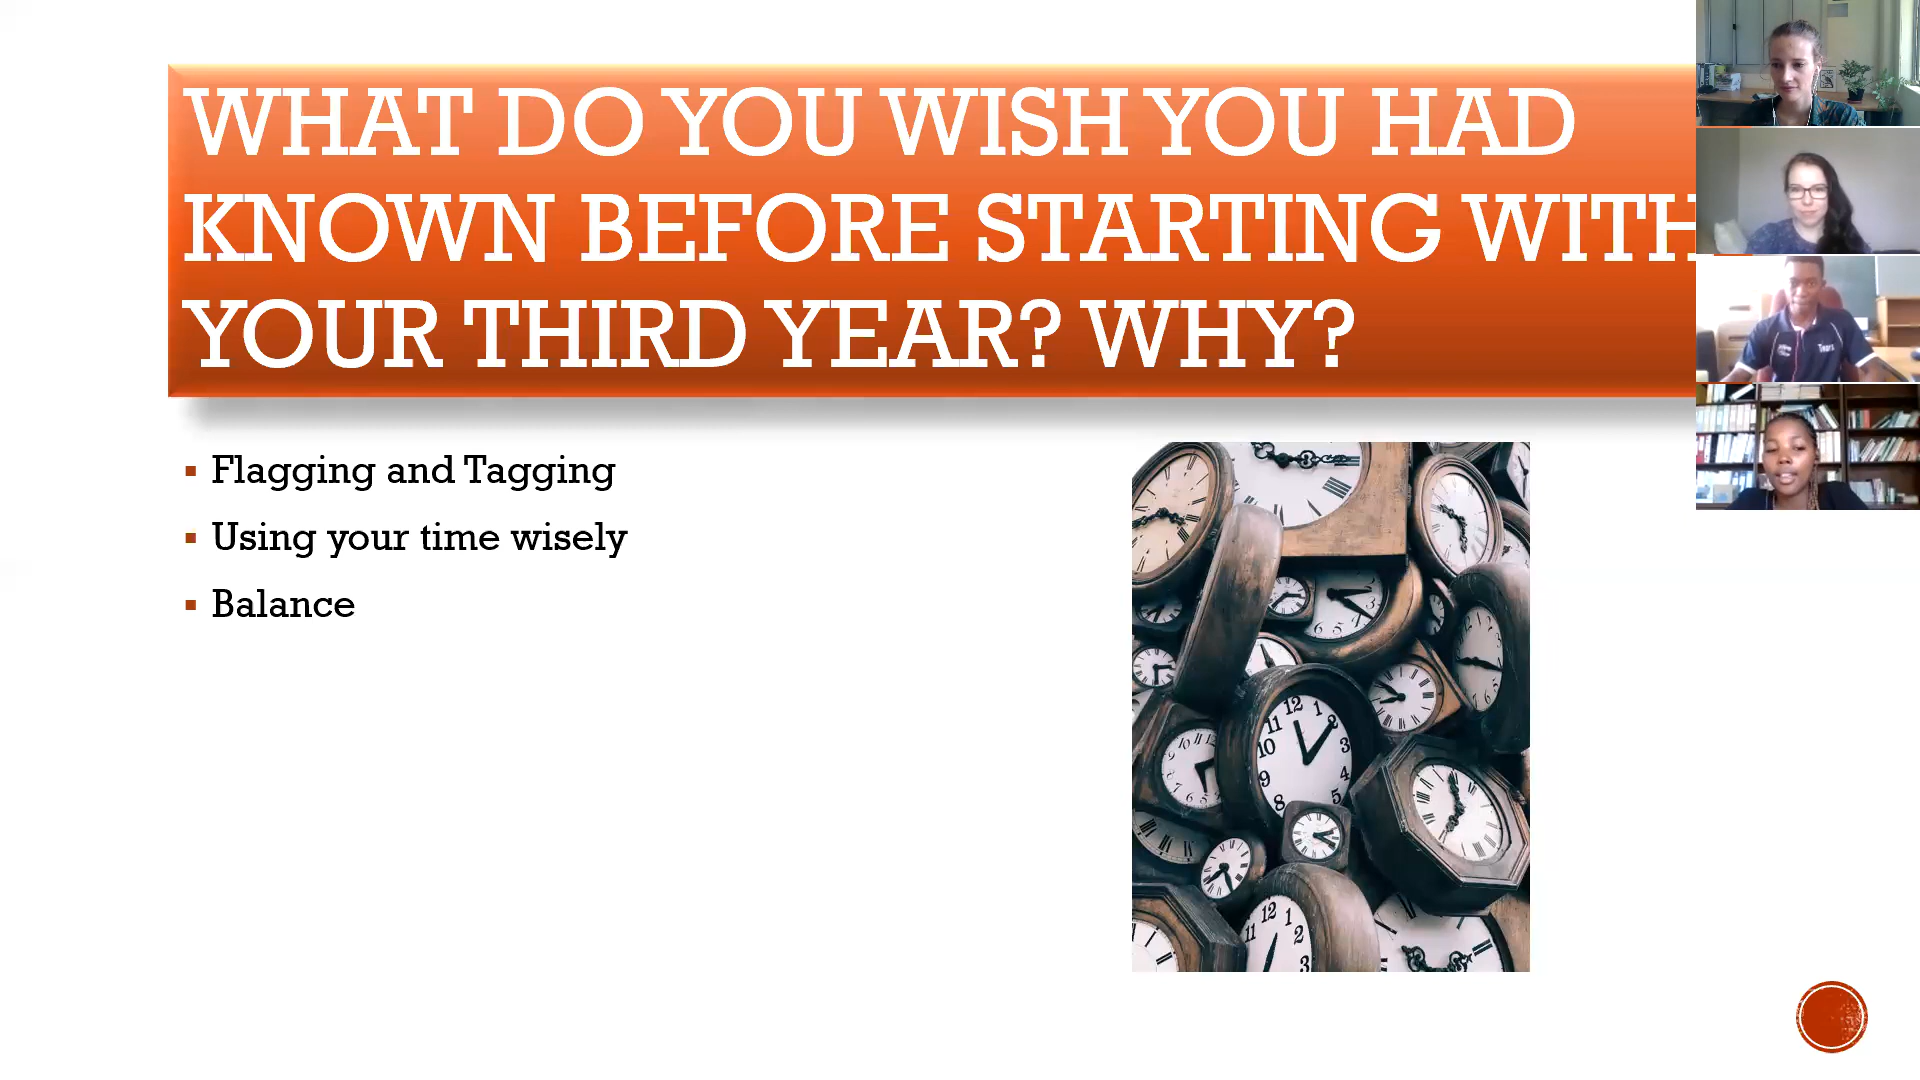 WHAT DO YOU WISH YOU HAD
KNOWN BEFORE STARTING WITH
YOUR THIRD YEAR? WHY?
▪ Flagging and Tagging
▪ Using your time wisely
▪ Balance